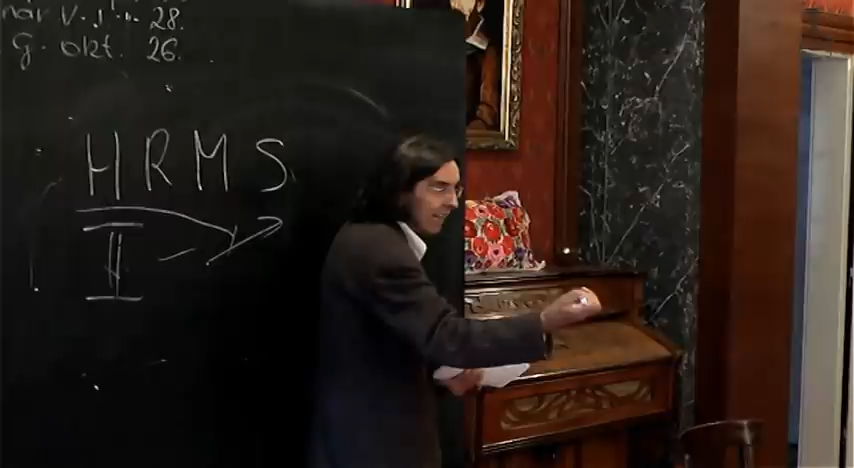 V. 28.
G. okt. 26.
HRMS
II